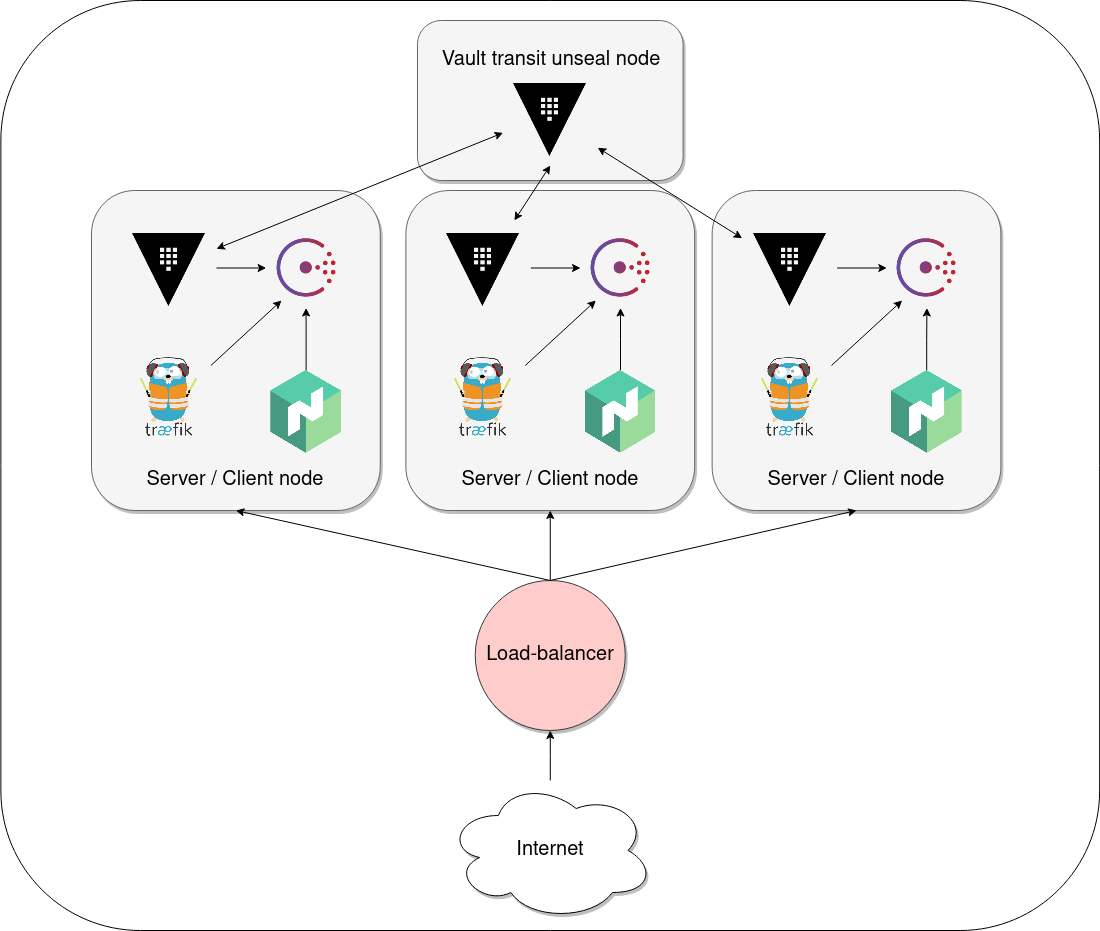 Vault transit unseal node
træfik
træfik
træfik
Server / Client node
Server / Client node
Server / Client node
Load-balancer
Internet